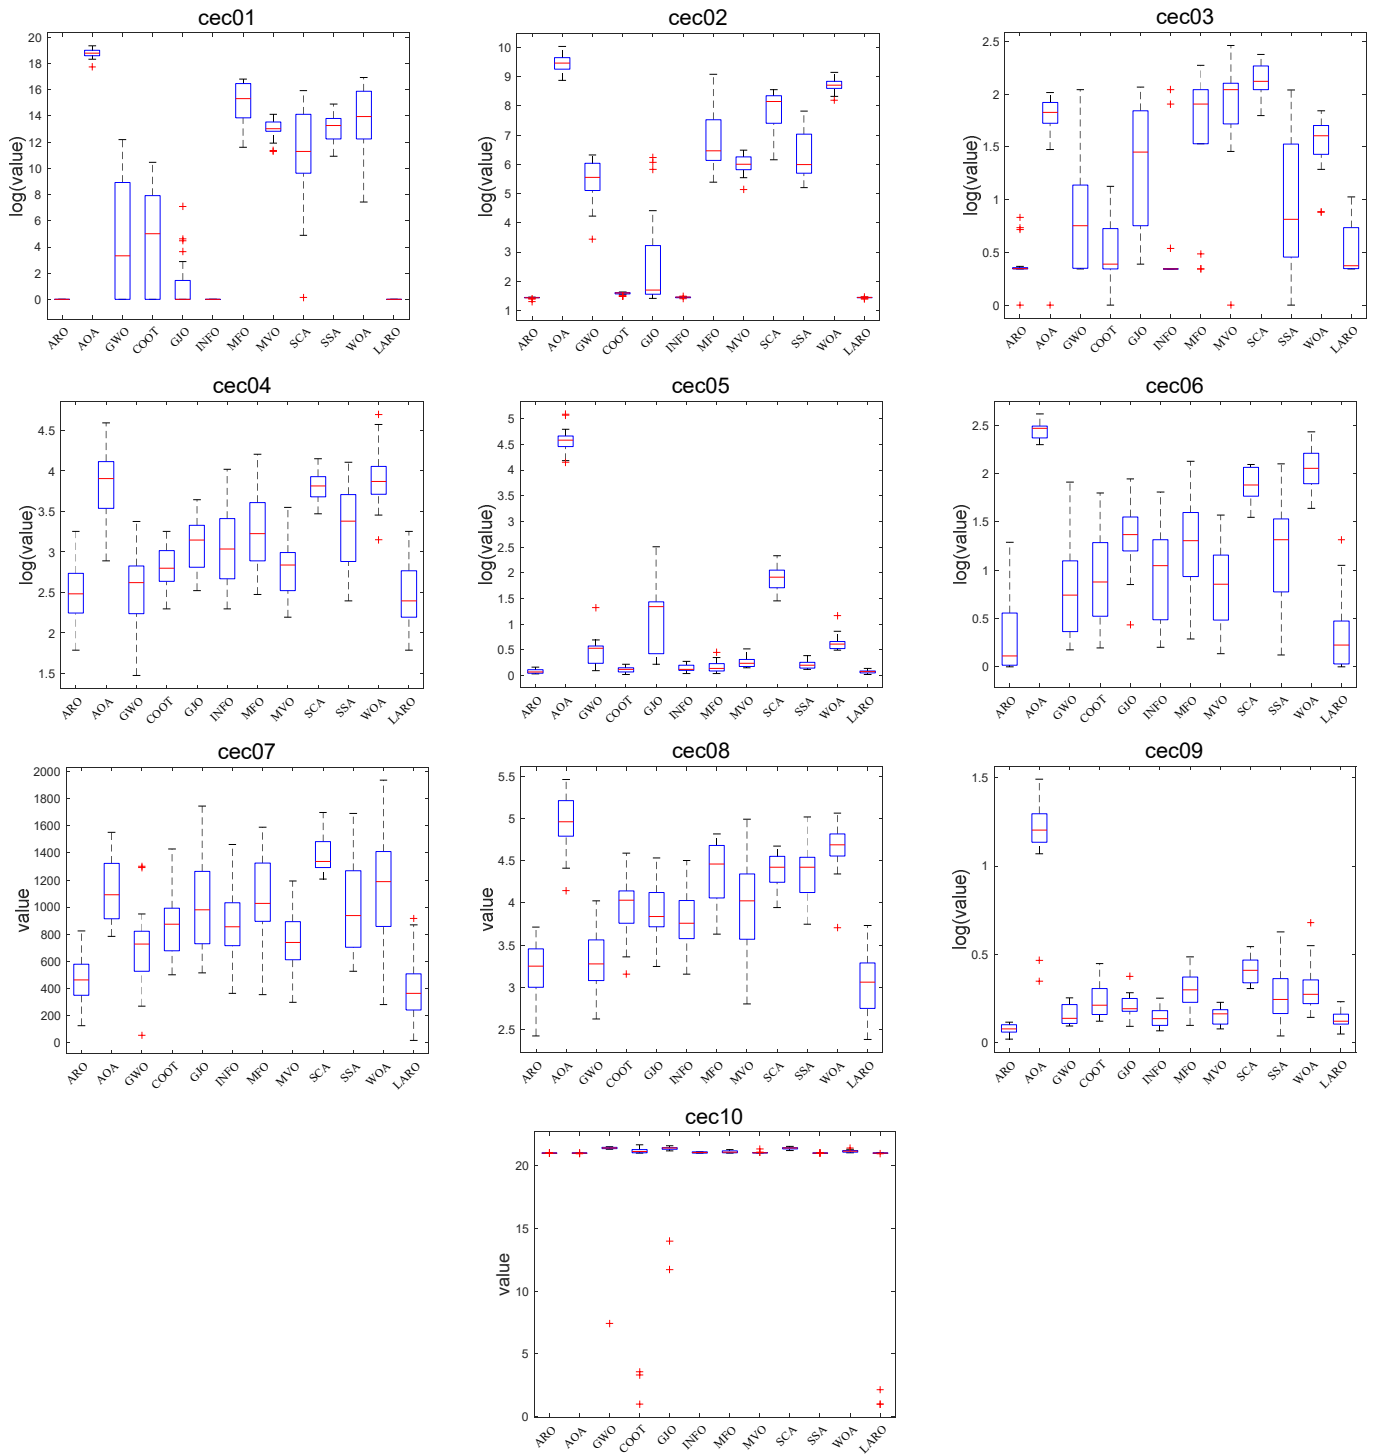 cec01
log(value)
20
18
16
14
12
10
8
6
4
2
0
ARO AOA GWO COOT GJO INFO MFO MVO SCA SSA WOA LARO
cec02
log(value)
10
9
8
7
6
5
4
3
2
1
ARO AOA GWO COOT GJO INFO MFO MVO SCA SSA WOA LARO
cec03
log(value)
2.5
2
1.5
1
0.5
0
ARO AOA GWO COOT GJO INFO MFO MVO SCA SSA WOA LARO
cec04
log(value)
4.5
4
3.5
3
2.5
2
1.5
ARO AOA GWO COOT GJO INFO MFO MVO SCA SSA WOA LARO
cec05
log(value)
5
4.5
4
3.5
3
2.5
2
1.5
1
0.5
0
ARO AOA GWO COOT GJO INFO MFO MVO SCA SSA WOA LARO
cec06
log(value)
2.5
2
1.5
1
0.5
0
ARO AOA GWO COOT GJO INFO MFO MVO SCA SSA WOA LARO
cec07
value
2000
1800
1600
1400
1200
1000
800
600
400
200
0
ARO AOA GWO COOT GJO INFO MFO MVO SCA SSA WOA LARO
cec08
value
5.5
5
4.5
4
3.5
3
2.5
ARO AOA GWO COOT GJO INFO MFO MVO SCA SSA WOA LARO
cec09
log(value)
1.5
1
0.5
0
ARO AOA GWO COOT GJO INFO MFO MVO SCA SSA WOA LARO
cec10
value
20
15
10
5
0
ARO AOA GWO COOT GJO INFO MFO MVO SCA SSA WOA LARO